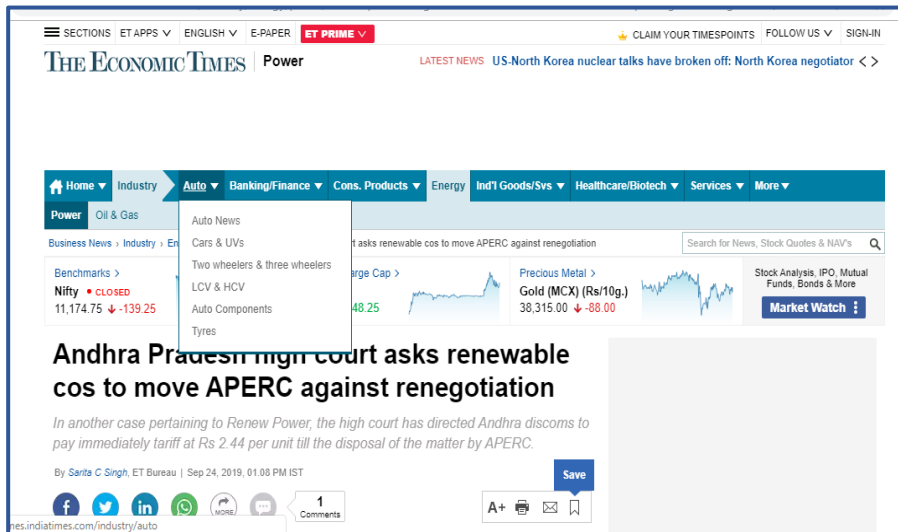 SECTIONS ET APPS ENGLISH E-PAPER ET PRIME CLAIM YOUR TIMESPOINTS FOLLOW US SIGN-IN
THE ECONOMIC TIMES | Power LATEST NEWS US-North Korea nuclear talks have broken off: North Korea negotiator < >
Home Industry Auto Banking/Finance Cons. Products Energy Ind'l Goods/Svs Healthcare/Biotech Services More
Power Oil & Gas
Auto News
Cars & UVs
Two wheelers & three wheelers
LCV & HCV
Auto Components
Tyres
Business News › Industry › En
asks renewable cos to move APERC against renegotiation
Search for News, Stock Quotes & NAV's
Benchmarks >
Nifty • CLOSED
11,174.75 ↓ -139.25
Cap >
48.25
Precious Metal >
Gold (MCX) (Rs/10g.)
38,315.00 ↓ -88.00
Stock Analysis, IPO, Mutual
Funds, Bonds & More
Market Watch
Andhra Pradesh high court asks renewable
cos to move APERC against renegotiation
In another case pertaining to Renew Power, the high court has directed Andhra discoms to
pay immediately tariff at Rs 2.44 per unit till the disposal of the matter by APERC.
By Sarita C Singh, ET Bureau | Sep 24, 2019, 01.08 PM IST
Save
MORE
1
Comments
A+
nes.indiatimes.com/industry/auto